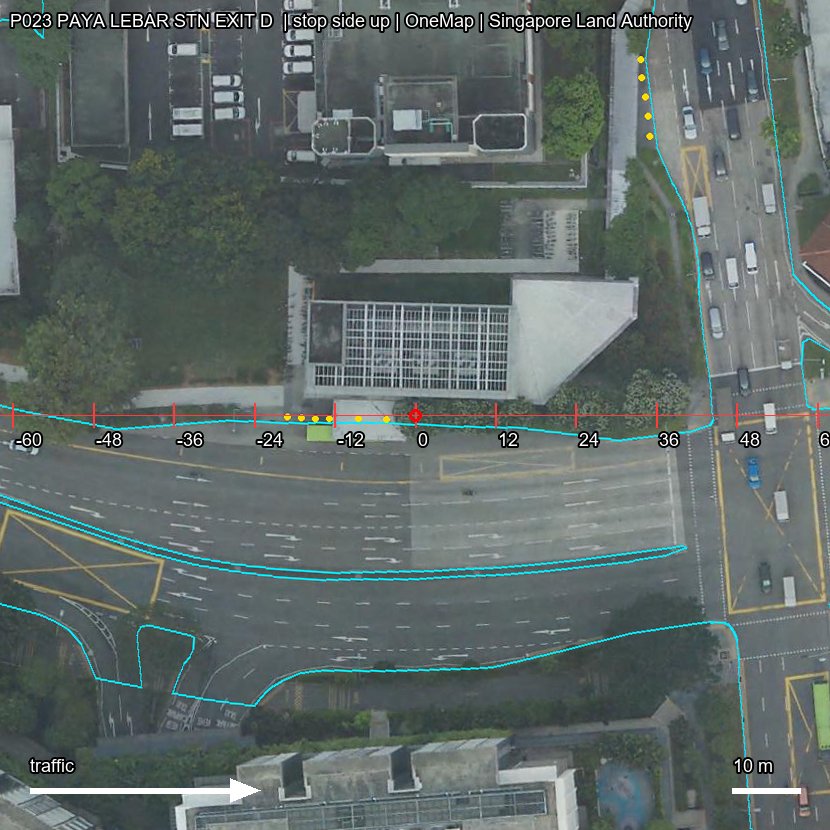 P023 PAYA LEBAR STN EXIT D | stop side up | OneMap | Singapore Land Authority
-60 -48 -36 -24 -12 0 12 24 36 48 6
traffic
10 m